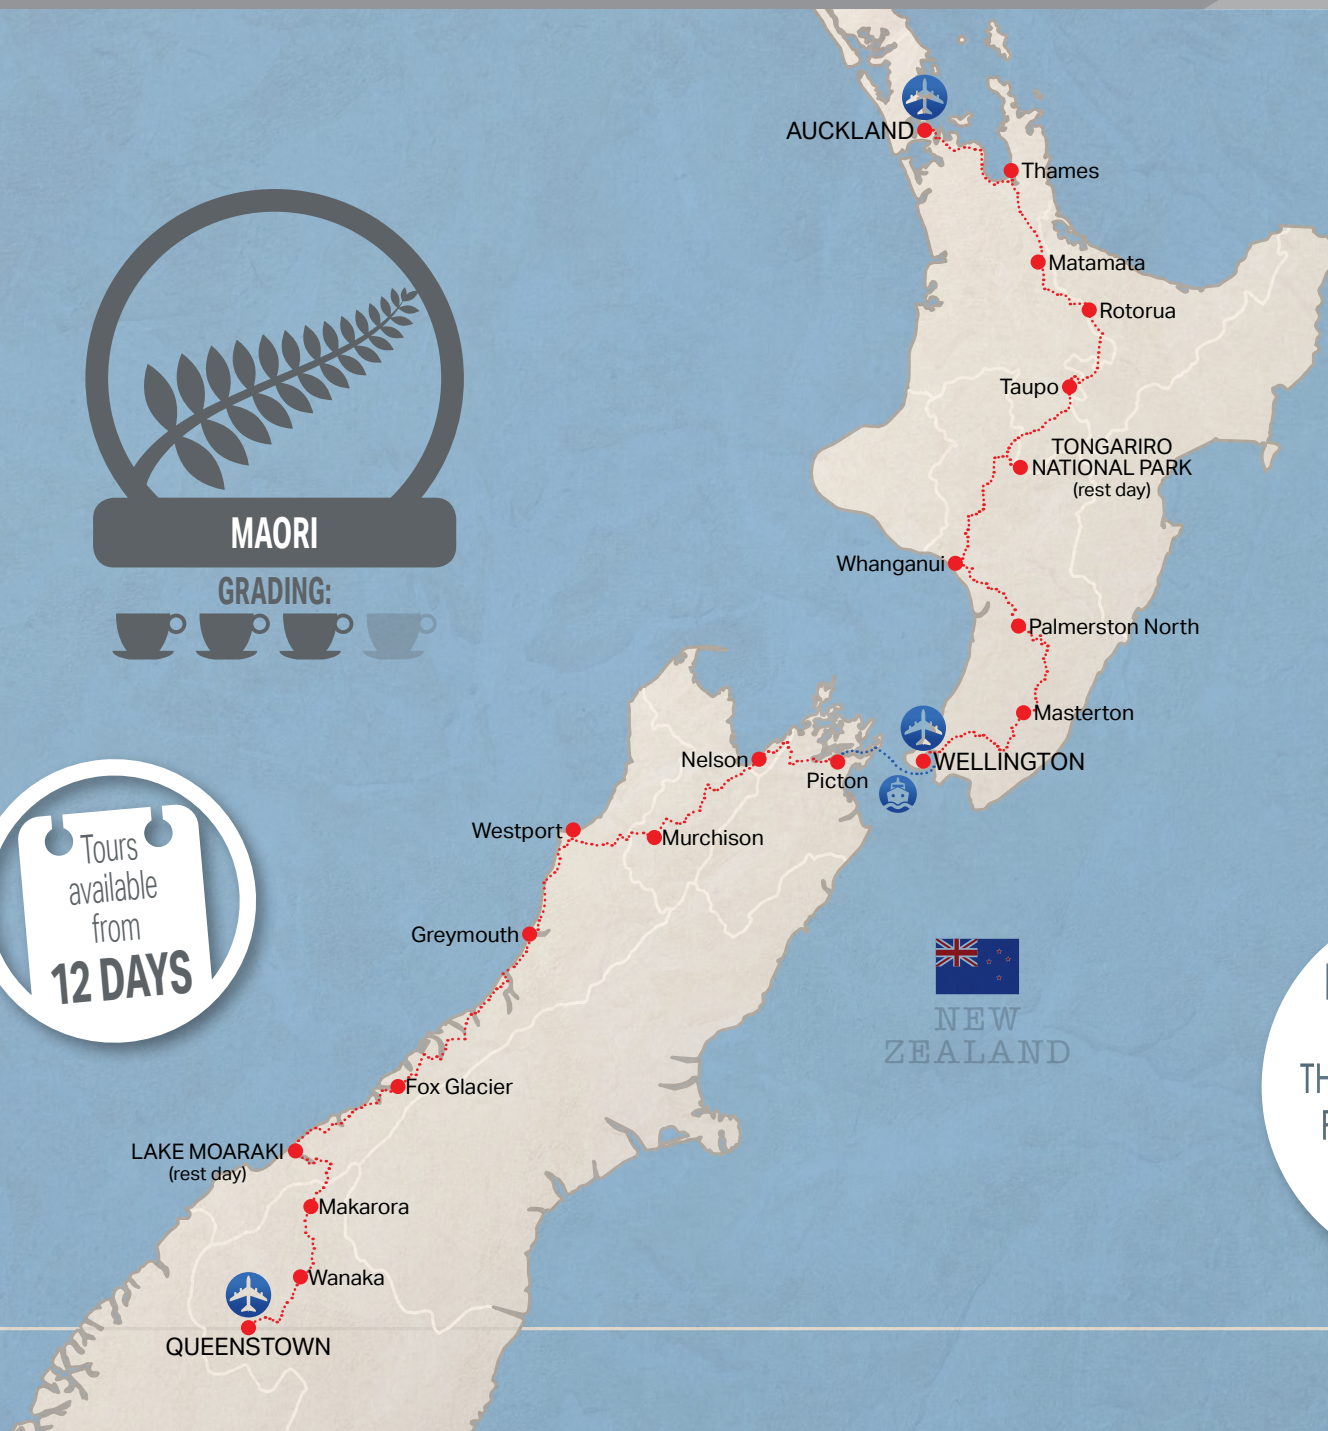 AUCKLAND
Thames
Matamata
Rotorua
Taupo
TONGARIRO
NATIONAL PARK
(rest day)
MAORI
GRADING:
Whanganui
Palmerston North
Masterton
WELLINGTON
Nelson
Picton
Westport
Murchison
Tours
available
from
12 DAYS
Greymouth
NEW
ZEALAND
Fox Glacier
LAKE MOARAKI
(rest day)
Makarora
Wanaka
QUEENSTOWN